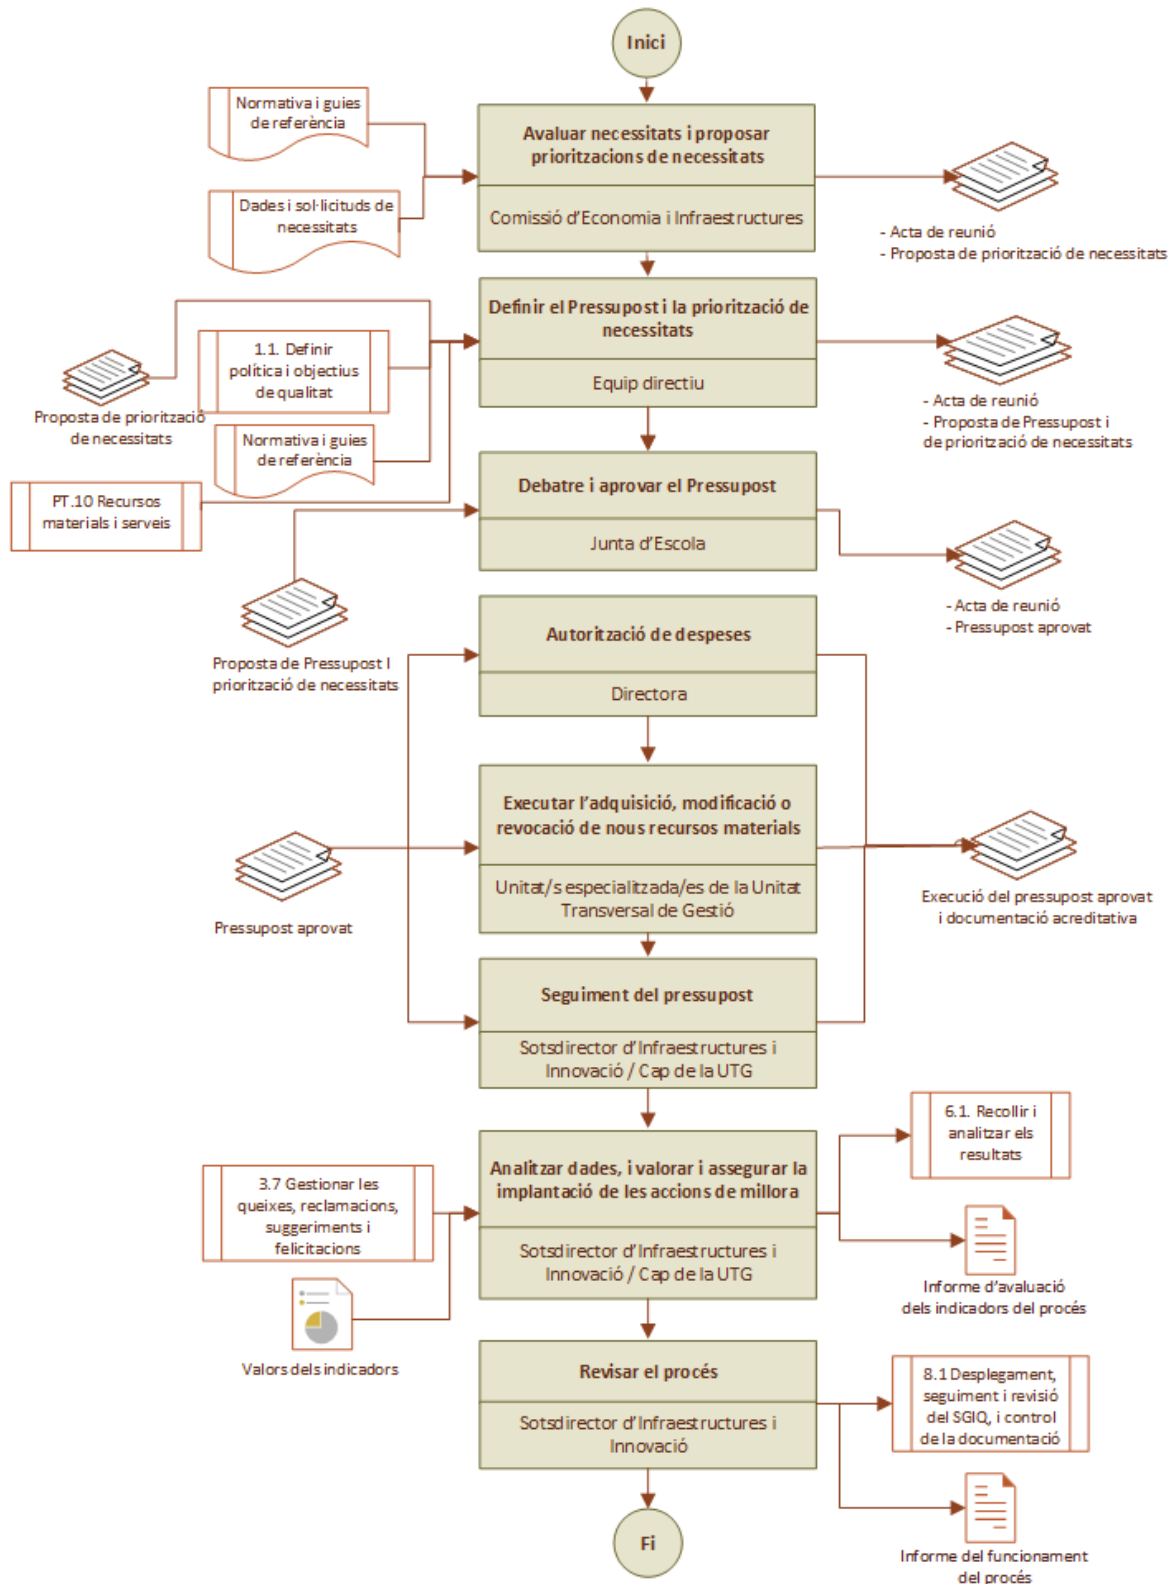 Inici
Normativa i guies
de referència
Avaluar necessitats i proposar
prioritzacions de necessitats
Dades i sol·licituds de
necessitats
Comissió d'Economia i Infraestructures
- Acta de reunió
- Proposta de priorització de necessitats
Definir el Pressupost i la priorització de
necessitats
Equip directiu
1.1. Definir
política i objectius
de qualitat
Proposta de priorització
de necessitats
Normativa i guies
de referència
PT.10 Recursos
materials i serveis
- Acta de reunió
- Proposta de Pressupost i
de priorització de necessitats
Debatre i aprovar el Pressupost
Junta d'Escola
Proposta de Pressupost I
priorització de necessitats
- Acta de reunió
- Pressupost aprovat
Autorització de despeses
Directora
Executar l'adquisició, modificació o
revocació de nous recursos materials
Unitat/s especialitzada/es de la Unitat
Transversal de Gestió
Pressupost aprovat
Execució del pressupost aprovat
i documentació acreditativa
Seguiment del pressupost
Sotsdirector d'Infraestructures i
Innovació / Cap de la UTG
6.1. Recollir i
analitzar els
resultats
Analitzar dades, i valorar i assegurar la
implantació de les accions de millora
Sotsdirector d'Infraestructures i
Innovació / Cap de la UTG
3.7 Gestionar les
queixes, reclamacions,
suggeriments i
felicitacions
Valors dels indicadors
Informe d'avaluació
dels indicadors del procés
Revisar el procés
Sotsdirector d'Infraestructures i
Innovació
8.1 Desplegament,
seguiment i revisió
del SGIQ, i control
de la documentació
Fi
Informe del funcionament
del procés